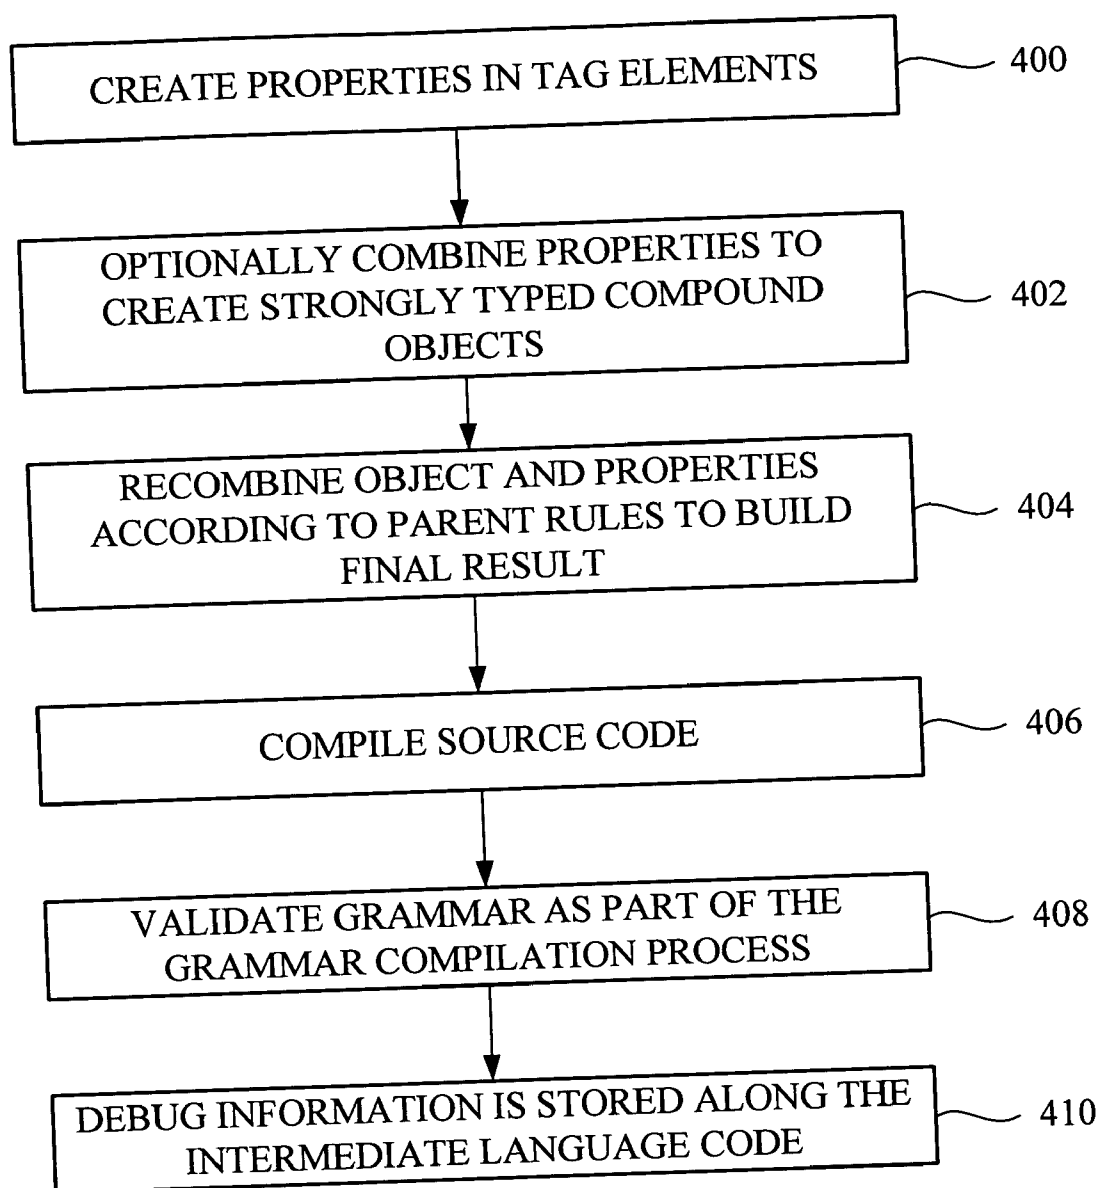 CREATE PROPERTIES IN TAG ELEMENTS
400
OPTIONALLY COMBINE PROPERTIES TO
CREATE STRONGLY TYPED COMPOUND
OBJECTS
402
RECOMBINE OBJECT AND PROPERTIES
ACCORDING TO PARENT RULES TO BUILD
FINAL RESULT
404
COMPILE SOURCE CODE
406
VALIDATE GRAMMAR AS PART OF THE
GRAMMAR COMPILATION PROCESS
408
DEBUG INFORMATION IS STORED ALONG THE
INTERMEDIATE LANGUAGE CODE
410